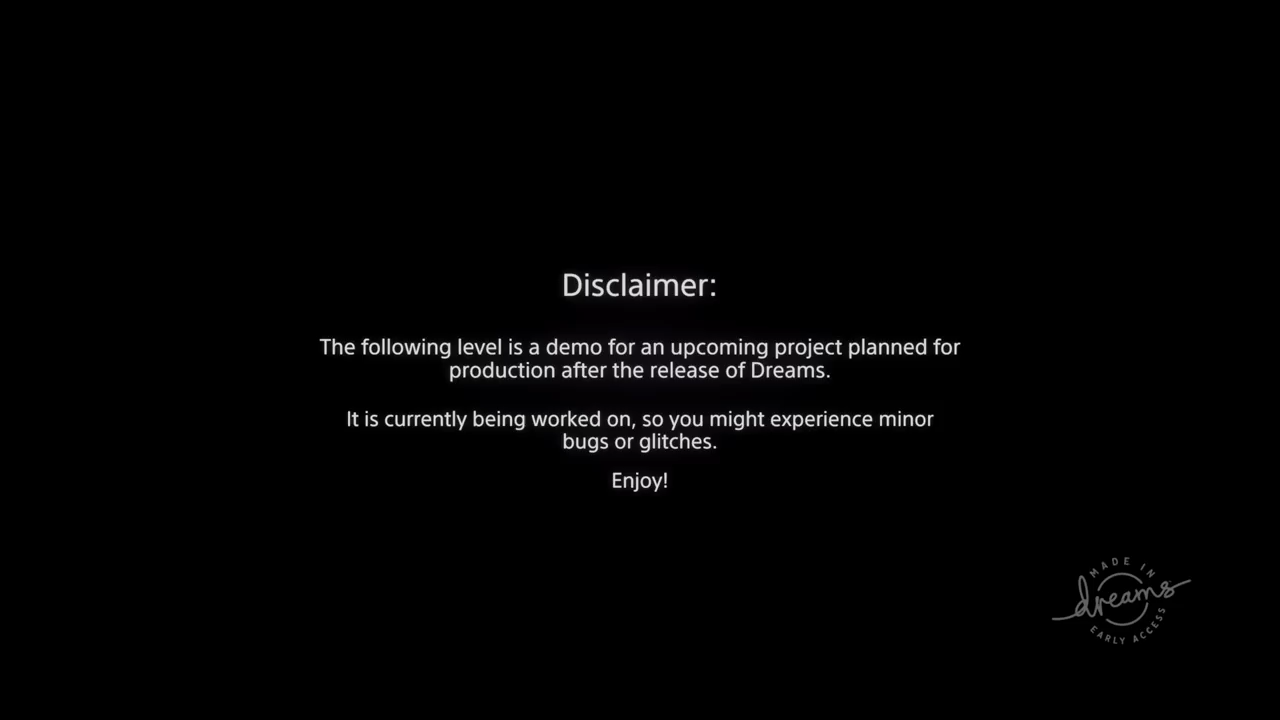 Disclaimer:
The following level is a demo for an upcoming project planned for
production after the release of Dreams.
It is currently being worked on, so you might experience minor
bugs or glitches.
Enjoy!
MADE IN
dreams
EARLY ACCESS